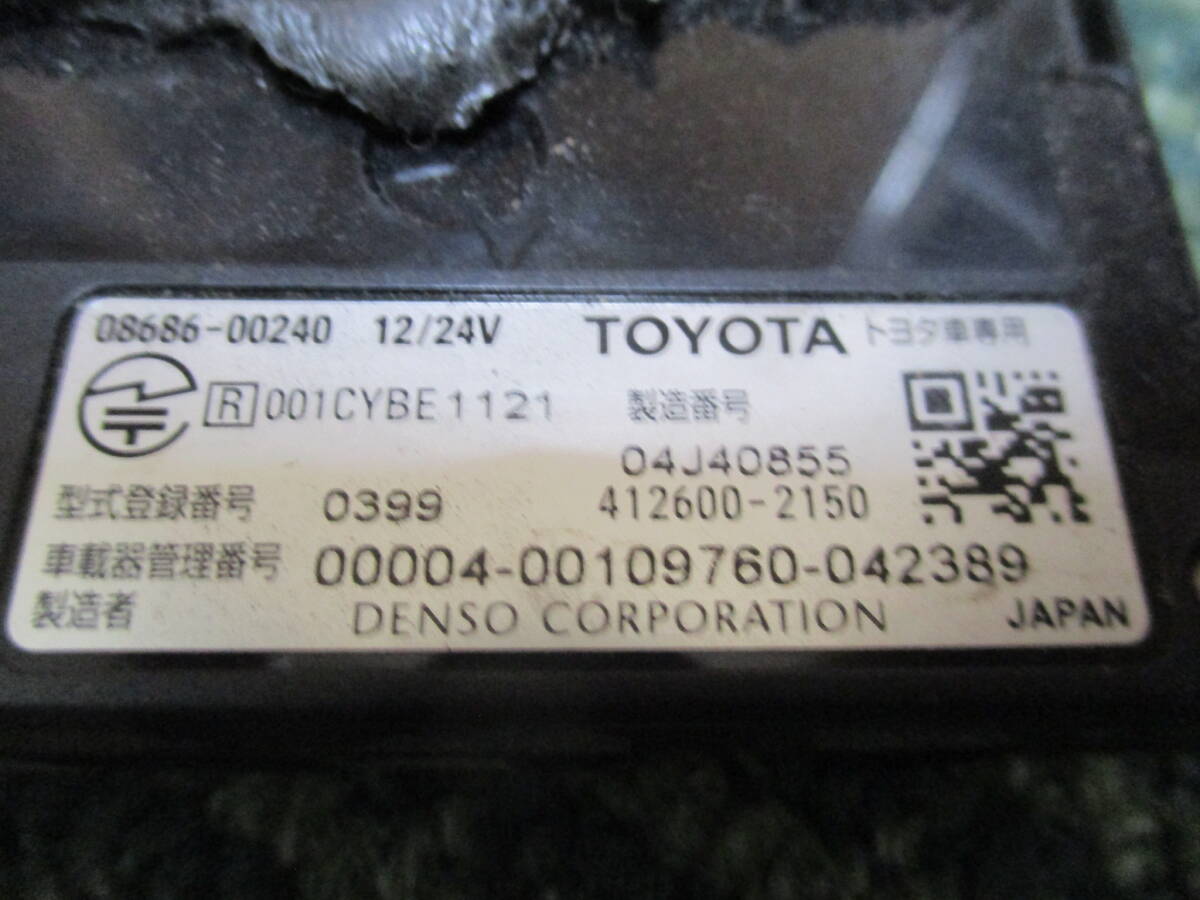 08686-00240 12/24V TOYOTA トヨタ車専用
R 001CYBE1121 製造番号
04J40855
型式登録番号 0399 412600-2150
車載器管理番号 00004-00109760-042389
製造者 DENSO CORPORATION JAPAN